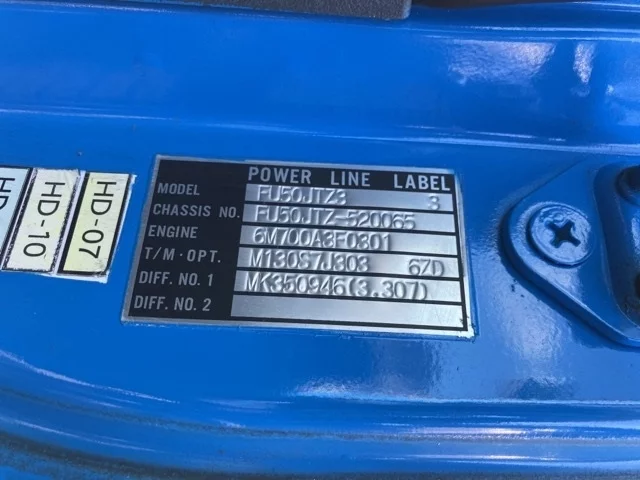 POWER LINE LABEL
MODEL FU50JTZ3 3
CHASSIS NO. FU50JTZ-520065
ENGINE 6M700A3F0301
T/M·OPT. M130S7J303 67D
DIFF. NO. 1 MK350946(3.307)
DIFF. NO. 2
HD-10
HD-07